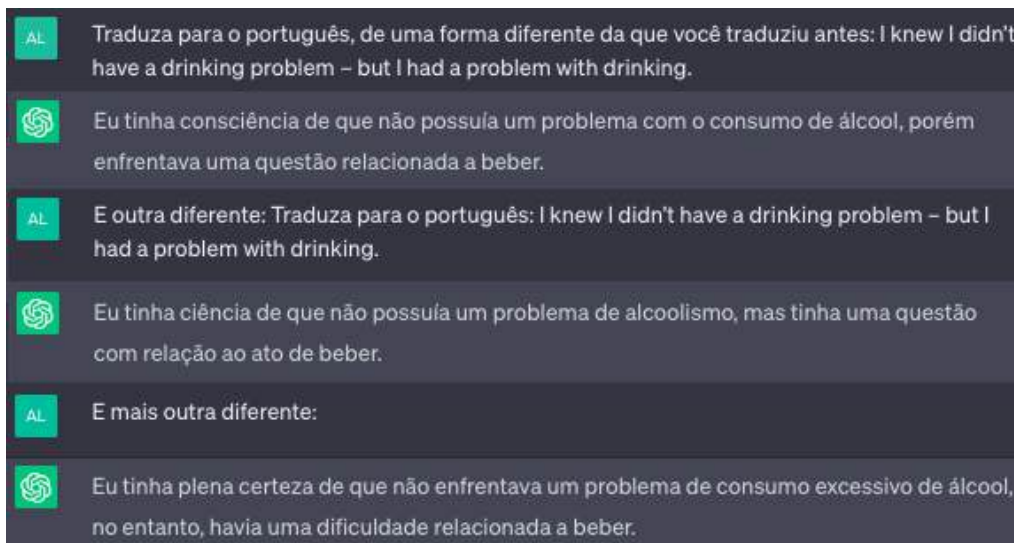 AL
Traduza para o português, de uma forma diferente da que você traduziu antes: I knew I didn't
have a drinking problem – but I had a problem with drinking.
Eu tinha consciência de que não possuía um problema com o consumo de álcool, porém
enfrentava uma questão relacionada a beber.
AL
E outra diferente: Traduza para o português: I knew I didn't have a drinking problem – but I
had a problem with drinking.
Eu tinha ciência de que não possuía um problema de alcoolismo, mas tinha uma questão
com relação ao ato de beber.
AL
E mais outra diferente:
Eu tinha plena certeza de que não enfrentava um problema de consumo excessivo de álcool,
no entanto, havia uma dificuldade relacionada a beber.